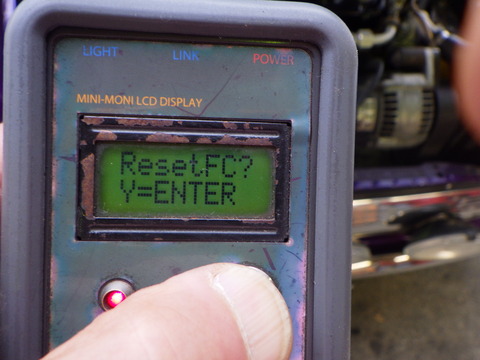 LIGHT LINK POWER
MINI-MONI LCD DISPLAY
ResetFC?
Y=ENTER